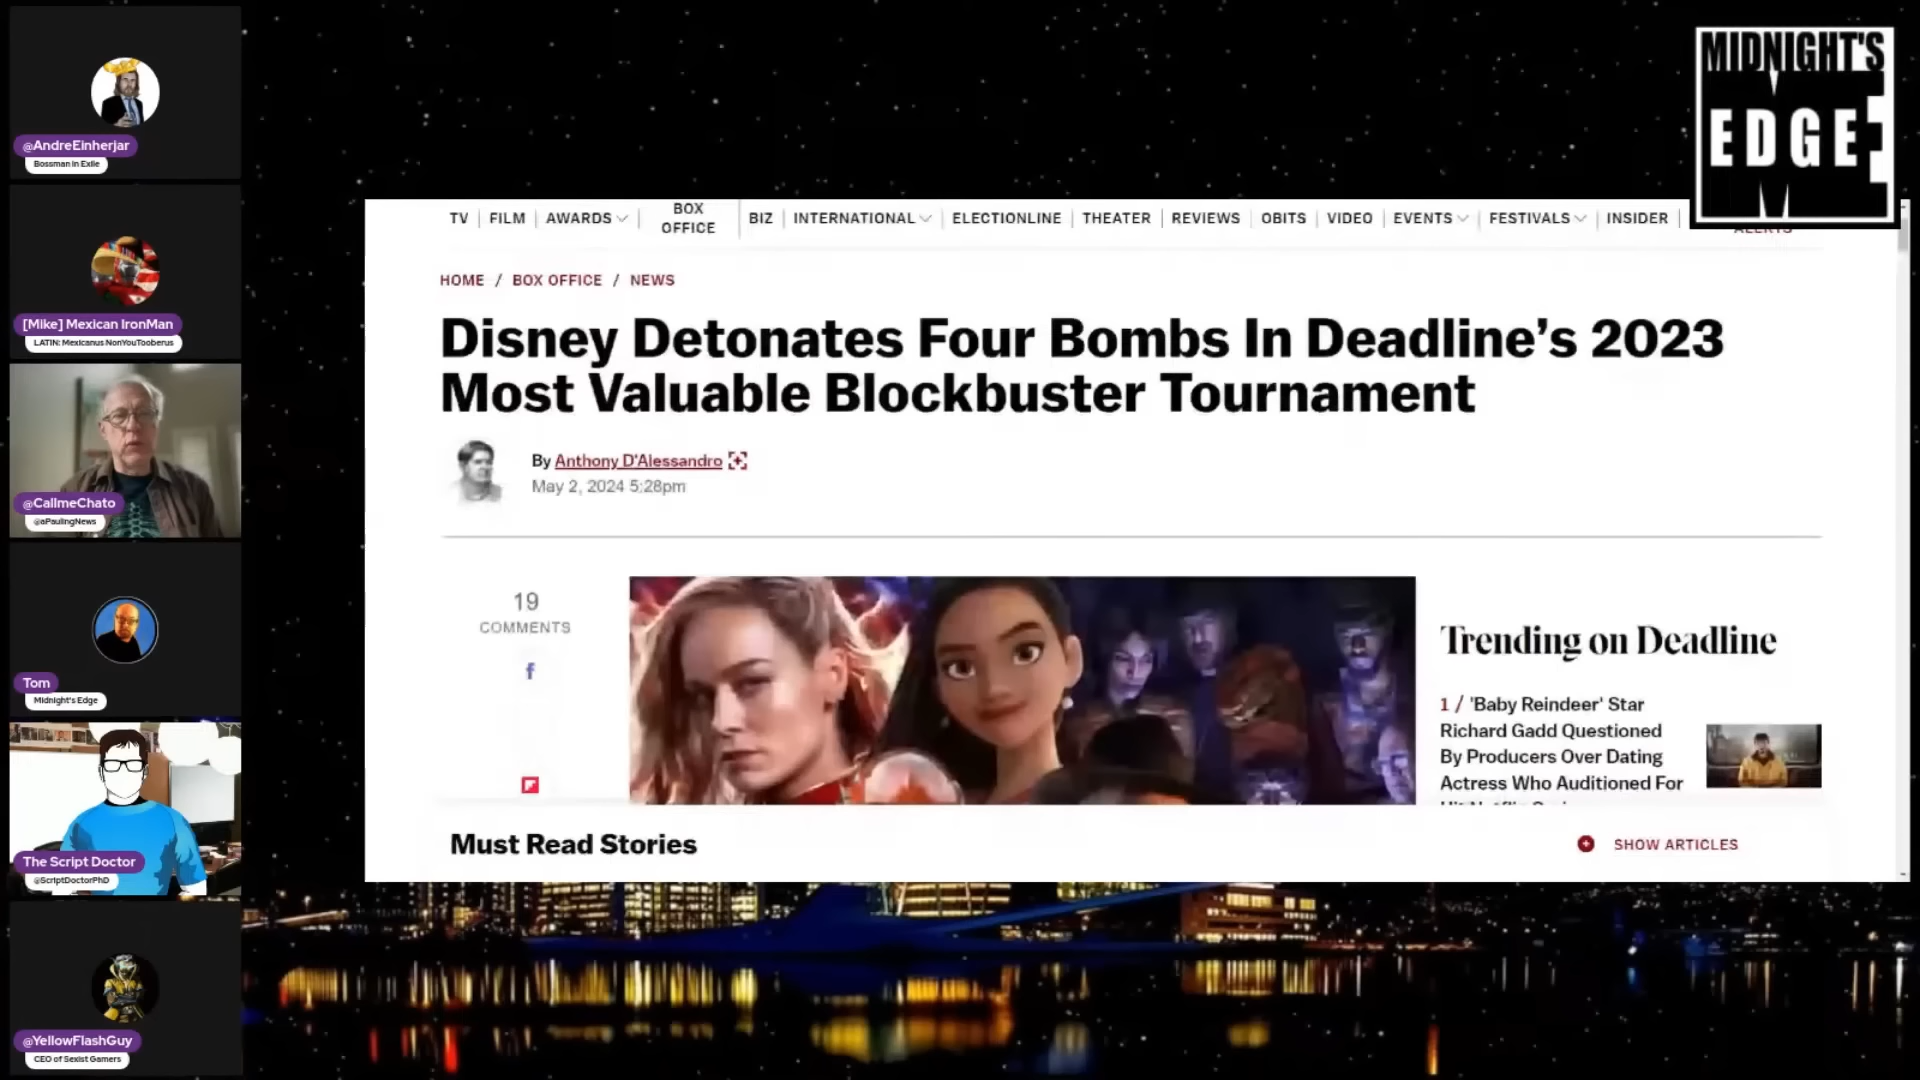 @AndreEinherjar
Bossman in Exile
[Mike] Mexican IronMan
LATIN: Mexicanus NonYouTooberus
@CallmeChato
@aPaulingNews
Tom
Midnight's Edge
The Script Doctor
@ScriptDoctorPhD
@YellowFlashGuy
CEO of Sexist Gamers
MIDNIGHT'S
EDGE
TV FILM AWARDS BOX OFFICE BIZ INTERNATIONAL ELECTIONLINE THEATER REVIEWS OBITS VIDEO EVENTS FESTIVALS INSIDER
HOME / BOX OFFICE / NEWS
Disney Detonates Four Bombs In Deadline’s 2023
Most Valuable Blockbuster Tournament
By Anthony D'Alessandro
May 2, 2024 5:28pm
19
COMMENTS
Trending on Deadline
1 / 'Baby Reindeer' Star
Richard Gadd Questioned
By Producers Over Dating
Actress Who Auditioned For
Must Read Stories
SHOW ARTICLES